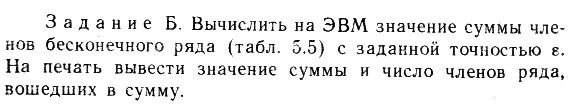 Задание Б. Вычислить на ЭВМ значение суммы чле-
нов бесконечного ряда (табл. 5.5) с заданной точностью ε.
На печать вывести значение суммы и число членов ряда,
вошедших в сумму.